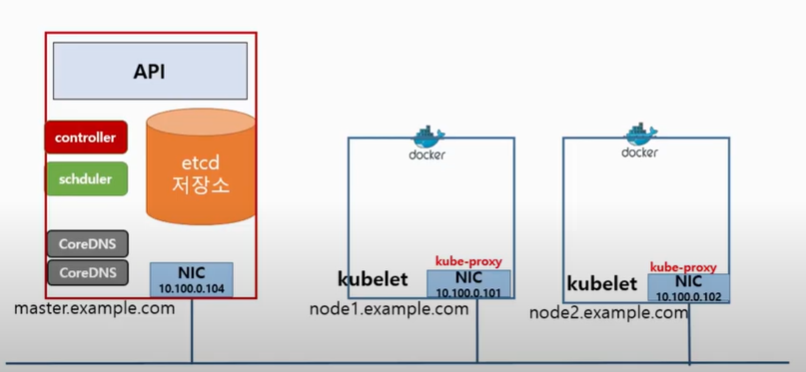 API
controller
schduler
etcd
저장소
CoreDNS
CoreDNS
NIC
10.100.0.104
master.example.com
docker
kubelet
kube-proxy
NIC
10.100.0.101
node1.example.com
docker
kubelet
kube-proxy
NIC
10.100.0.102
node2.example.com